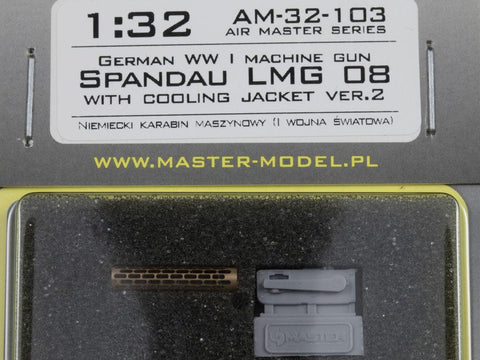 1:32
AM-32-103
AIR MASTER SERIES
GERMAN WW I MACHINE GUN
SPANDAU LMG 08
WITH COOLING JACKET VER.2
NIEMIECKI KARABIN MASZYNOWY (I WOJNA ŚWIATOWA)
WWW.MASTER-MODEL.PL
MASTER